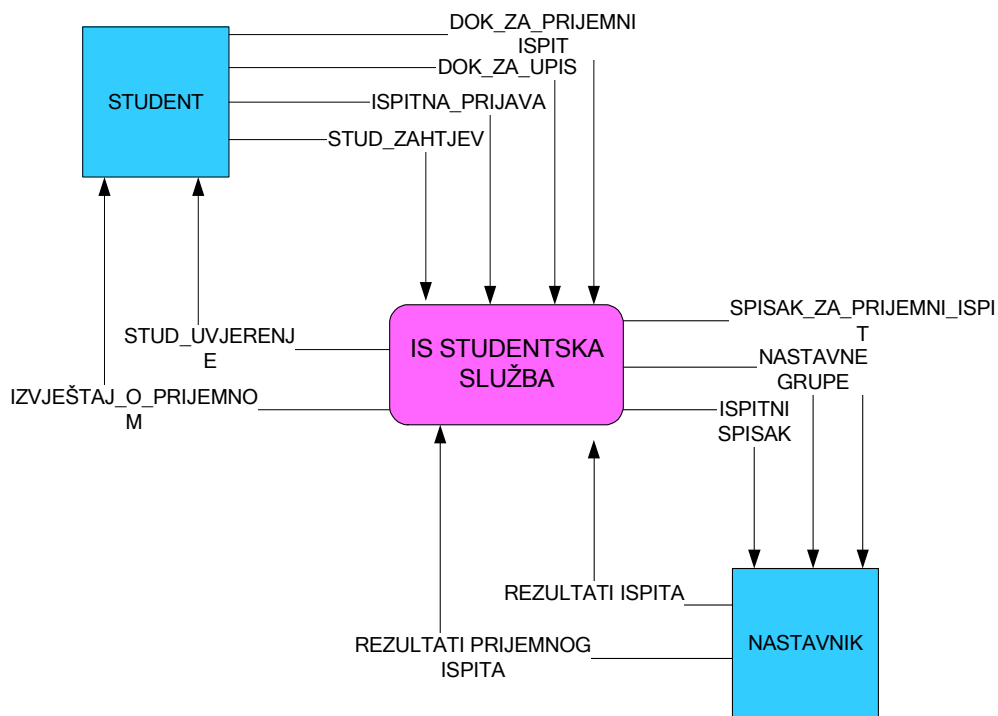 DOK_ZA_PRIJEMNI
ISPIT
DOK_ZA_UPIS
STUDENT
ISPITNA_PRIJAVA
STUD_ZAHTJEV
SPISAK_ZA_PRIJEMNI_ISPI
T
STUD_UVJERENJ
E
IS STUDENTSKA
SLUŽBA
NASTAVNE
GRUPE
IZVJEŠTAJ_O_PRIJEMNO
M
ISPITNI
SPISAK
REZULTATI ISPITA
REZULTATI PRIJEMNOG
ISPITA
NASTAVNIK